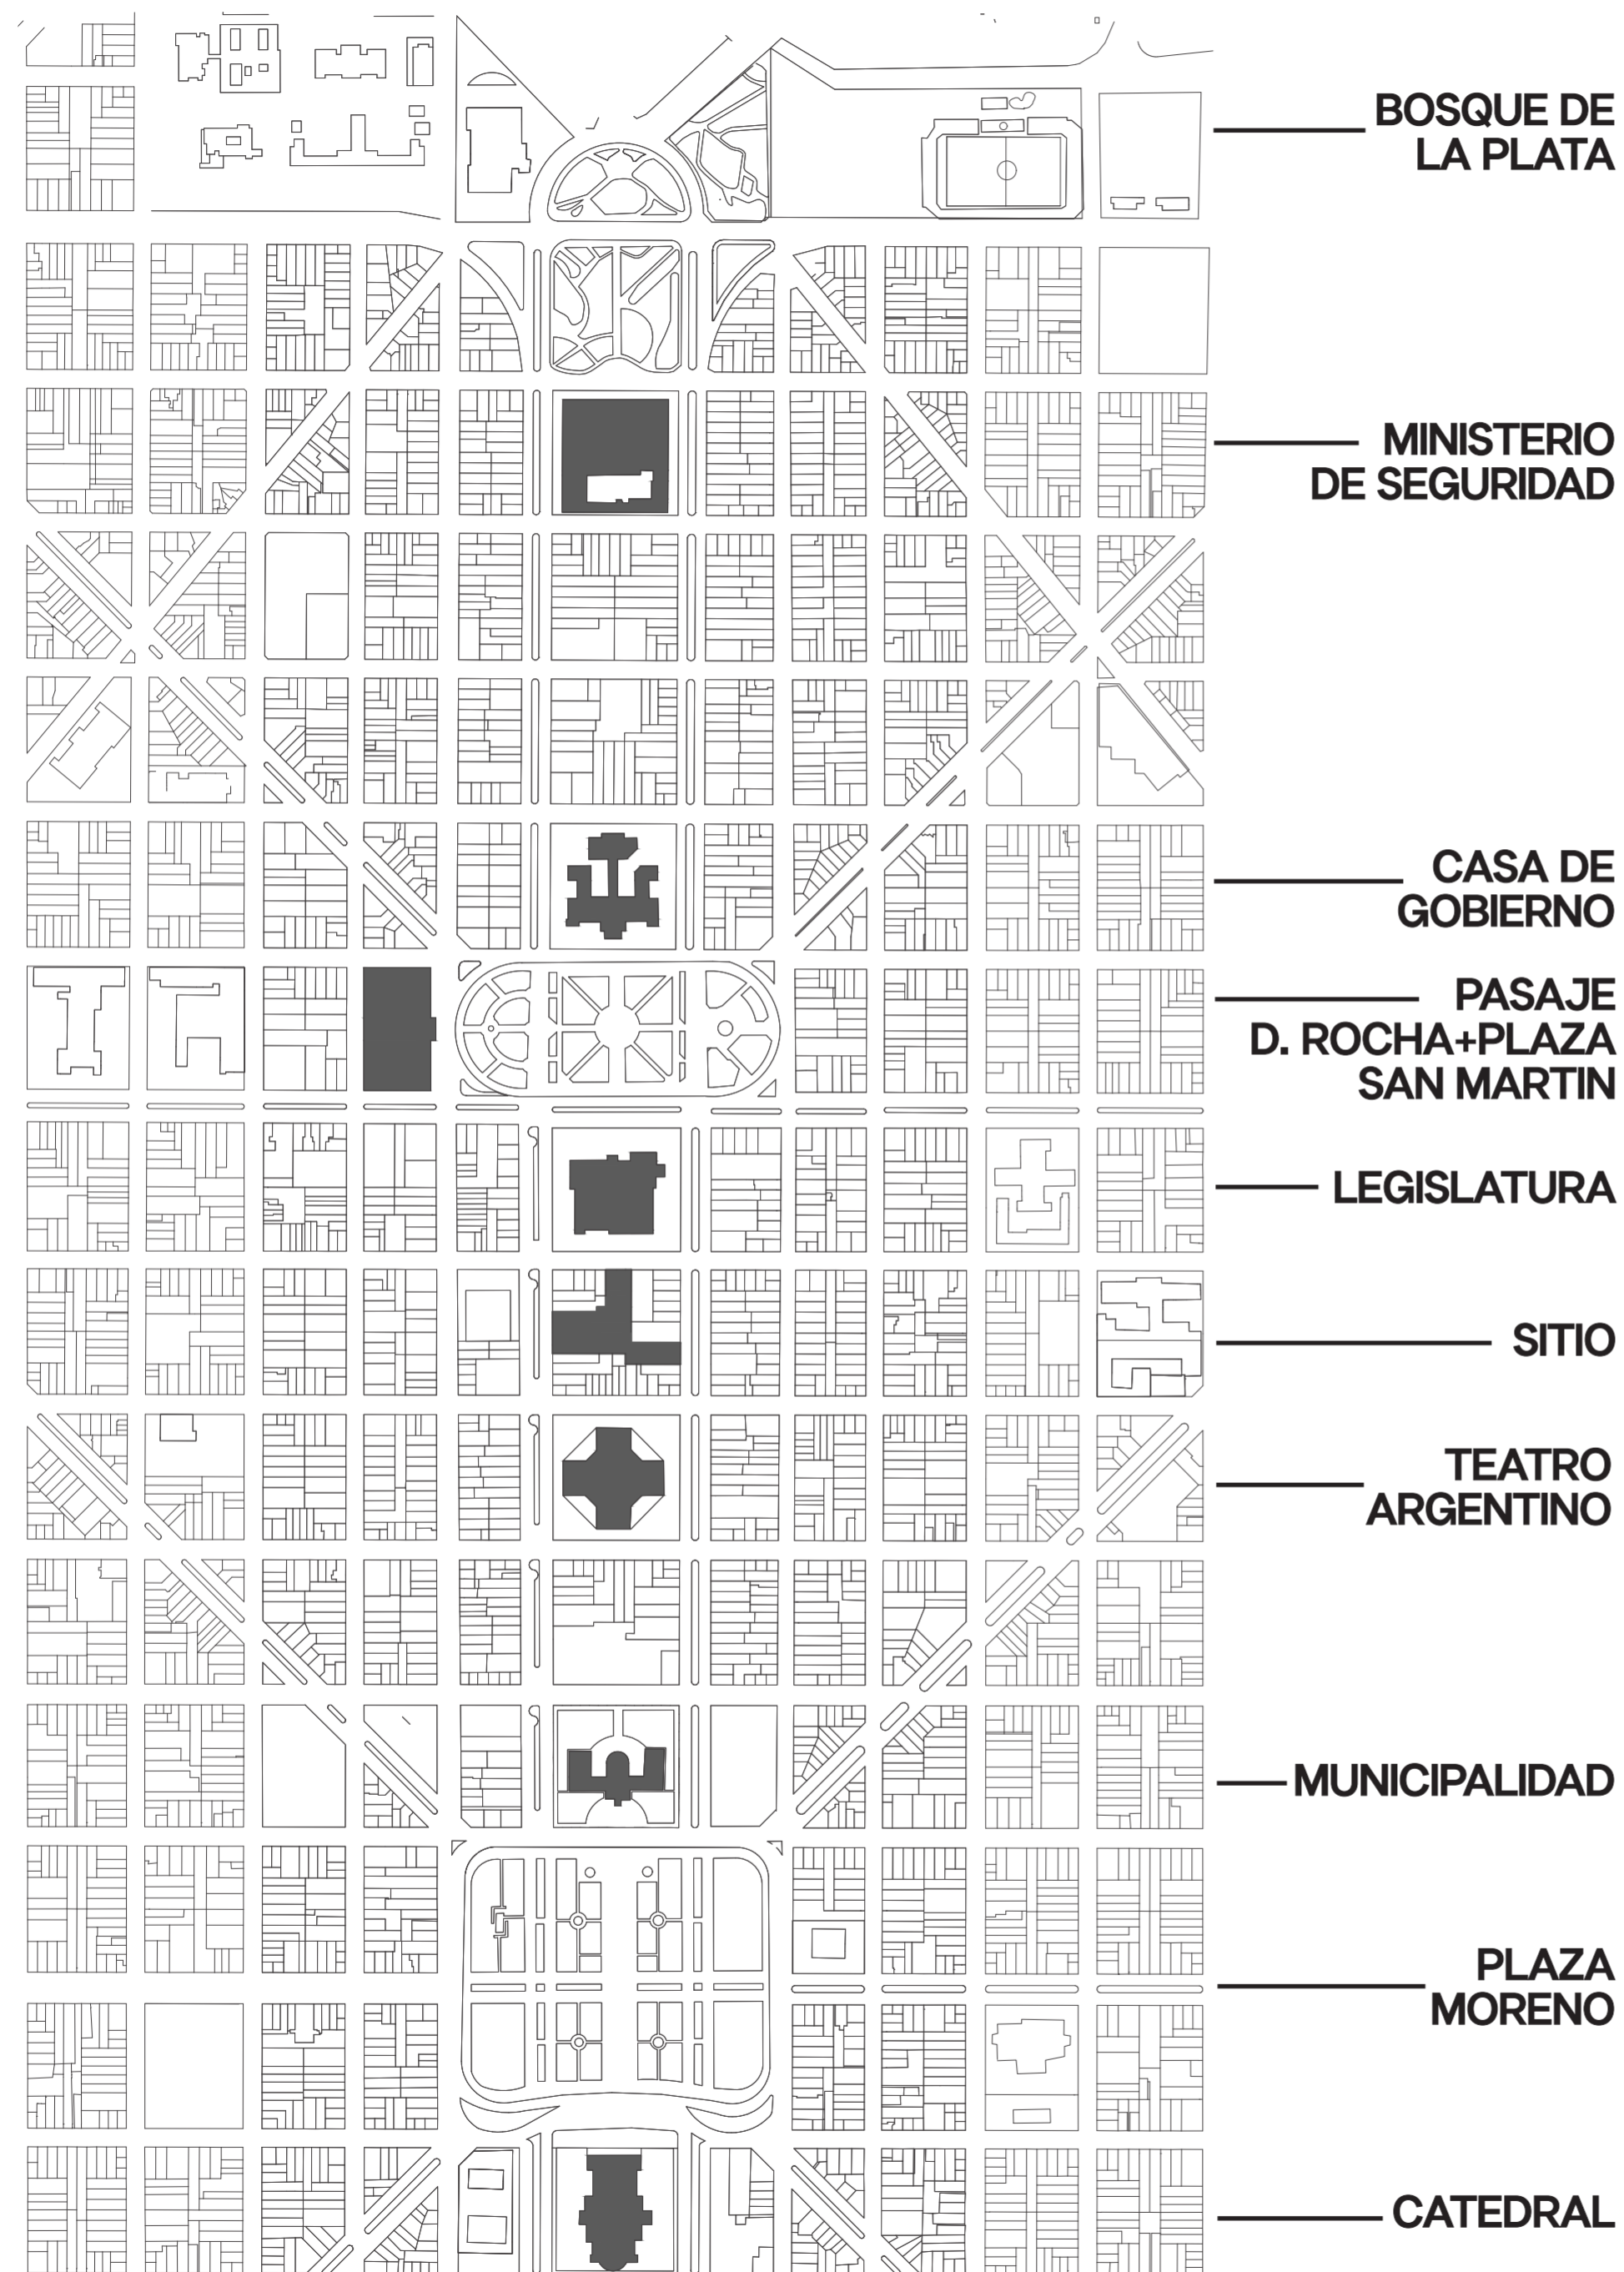 BOSQUE DE
LA PLATA
MINISTERIO
DE SEGURIDAD
CASA DE
GOBIERNO
PASAJE
D. ROCHA+PLAZA
SAN MARTIN
LEGISLATURA
SITIO
TEATRO
ARGENTINO
MUNICIPALIDAD
PLAZA
MORENO
CATEDRAL